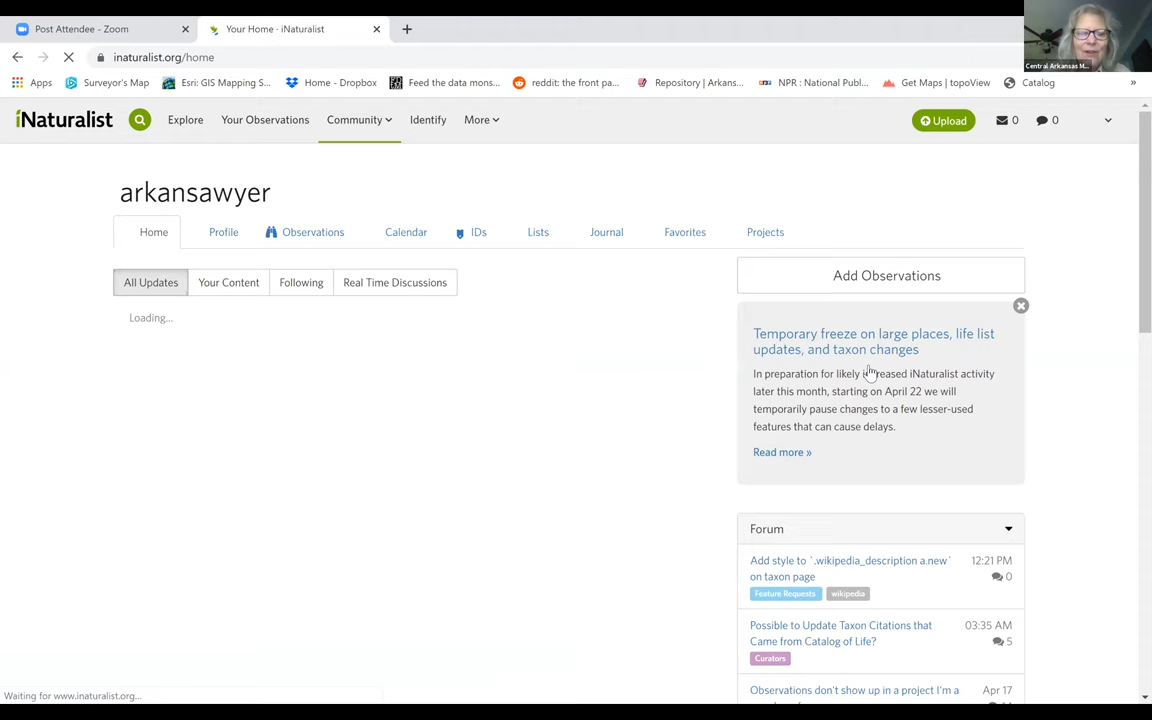 Post Attendee - Zoom
Your Home · iNaturalist
inaturalist.org/home
Apps
Surveyor's Map
Esri: GIS Mapping S...
Home - Dropbox
Feed the data mons...
reddit: the front pa...
Repository | Arkans...
NPR : National Publ...
Get Maps | topoView
Catalog
»
Central Arkansas M...
iNaturalist
Explore
Your Observations
Community
Identify
More
Upload
0
0
arkansawyer
Home
Profile
Observations
Calendar
IDs
Lists
Journal
Favorites
Projects
All Updates
Your Content
Following
Real Time Discussions
Add Observations
Loading...
Temporary freeze on large places, life list
updates, and taxon changes
In preparation for likely increased iNaturalist activity
later this month, starting on April 22 we will
temporarily pause changes to a few lesser-used
features that can cause delays.
Read more »
Forum
Add style to `.wikipedia_description a.new`
on taxon page
12:21 PM
0
Feature Requests
wikipedia
Possible to Update Taxon Citations that
Came from Catalog of Life?
03:35 AM
5
Curators
Observations don't show up in a project I'm a
Apr 17
Waiting for www.inaturalist.org...